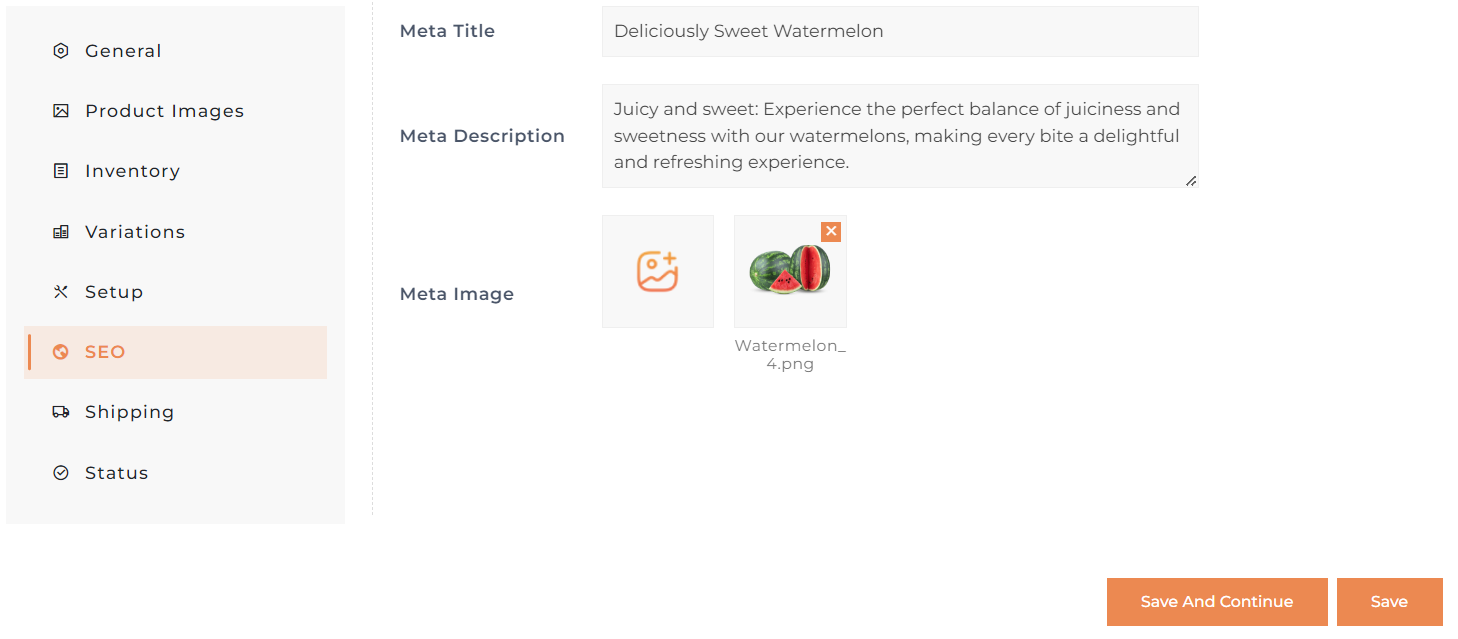 General
Product Images
Inventory
Variations
Setup
SEO
Shipping
Status
Meta Title
Deliciously Sweet Watermelon
Meta Description
Juicy and sweet: Experience the perfect balance of juiciness and
sweetness with our watermelons, making every bite a delightful
and refreshing experience.
Meta Image
Watermelon_
4.png
Save And Continue
Save